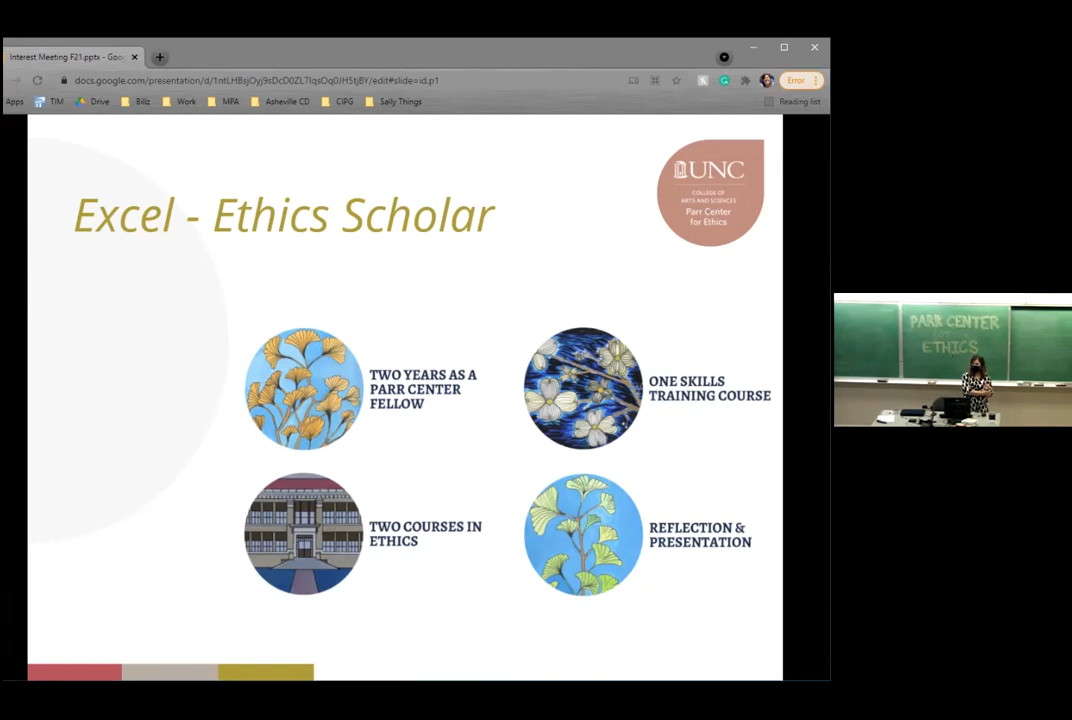 Interest Meeting F21.pptx - Goo
docs.google.com/presentation/d/1ntLHBsjOyj9sDcD0ZL7lqsOq0JH5tjBY/edit#slide=id.p1
Error
Apps
TIM
Drive
Billz
Work
MPA
Asheville CD
CIPG
Sally Things
Reading list
Excel - Ethics Scholar
UNC
COLLEGE OF
ARTS AND SCIENCES
Parr Center
for Ethics
TWO YEARS AS A
PARR CENTER
FELLOW
ONE SKILLS
TRAINING COURSE
TWO COURSES IN
ETHICS
REFLECTION &
PRESENTATION
PARR CENTER
for
ETHICS